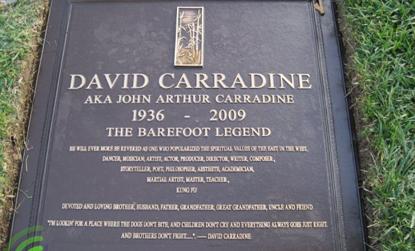 DAVID CARRADINE
AKA JOHN ARTHUR CARRADINE
1936 - 2009
THE BAREFOOT LEGEND
HE WILL EVER MORE BE REVERED AS ONE WHO POPULARIZED THE SPIRITUAL VALUES OF THE EAST IN THE WEST.
DANCER, MUSICIAN, ARTIST, ACTOR, PRODUCER, DIRECTOR, WRITER, COMPOSER,
STORYTELLER, POET, PHILOSOPHER, AESTHETE, ACADEMICIAN,
MARTIAL ARTIST, MASTER, TEACHER,
KUNG FU
DEVOTED AND LOVING BROTHER, HUSBAND, FATHER, GRANDFATHER, GREAT GRANDFATHER, UNCLE AND FRIEND
"I'M LOOKIN' FOR A PLACE WHERE THE DOGS DON'T BITE, AND CHILDREN DON'T CRY AND EVERYTHING ALWAYS GOES JUST RIGHT.
AND BROTHERS DON'T FIGHT....". — DAVID CARRADINE